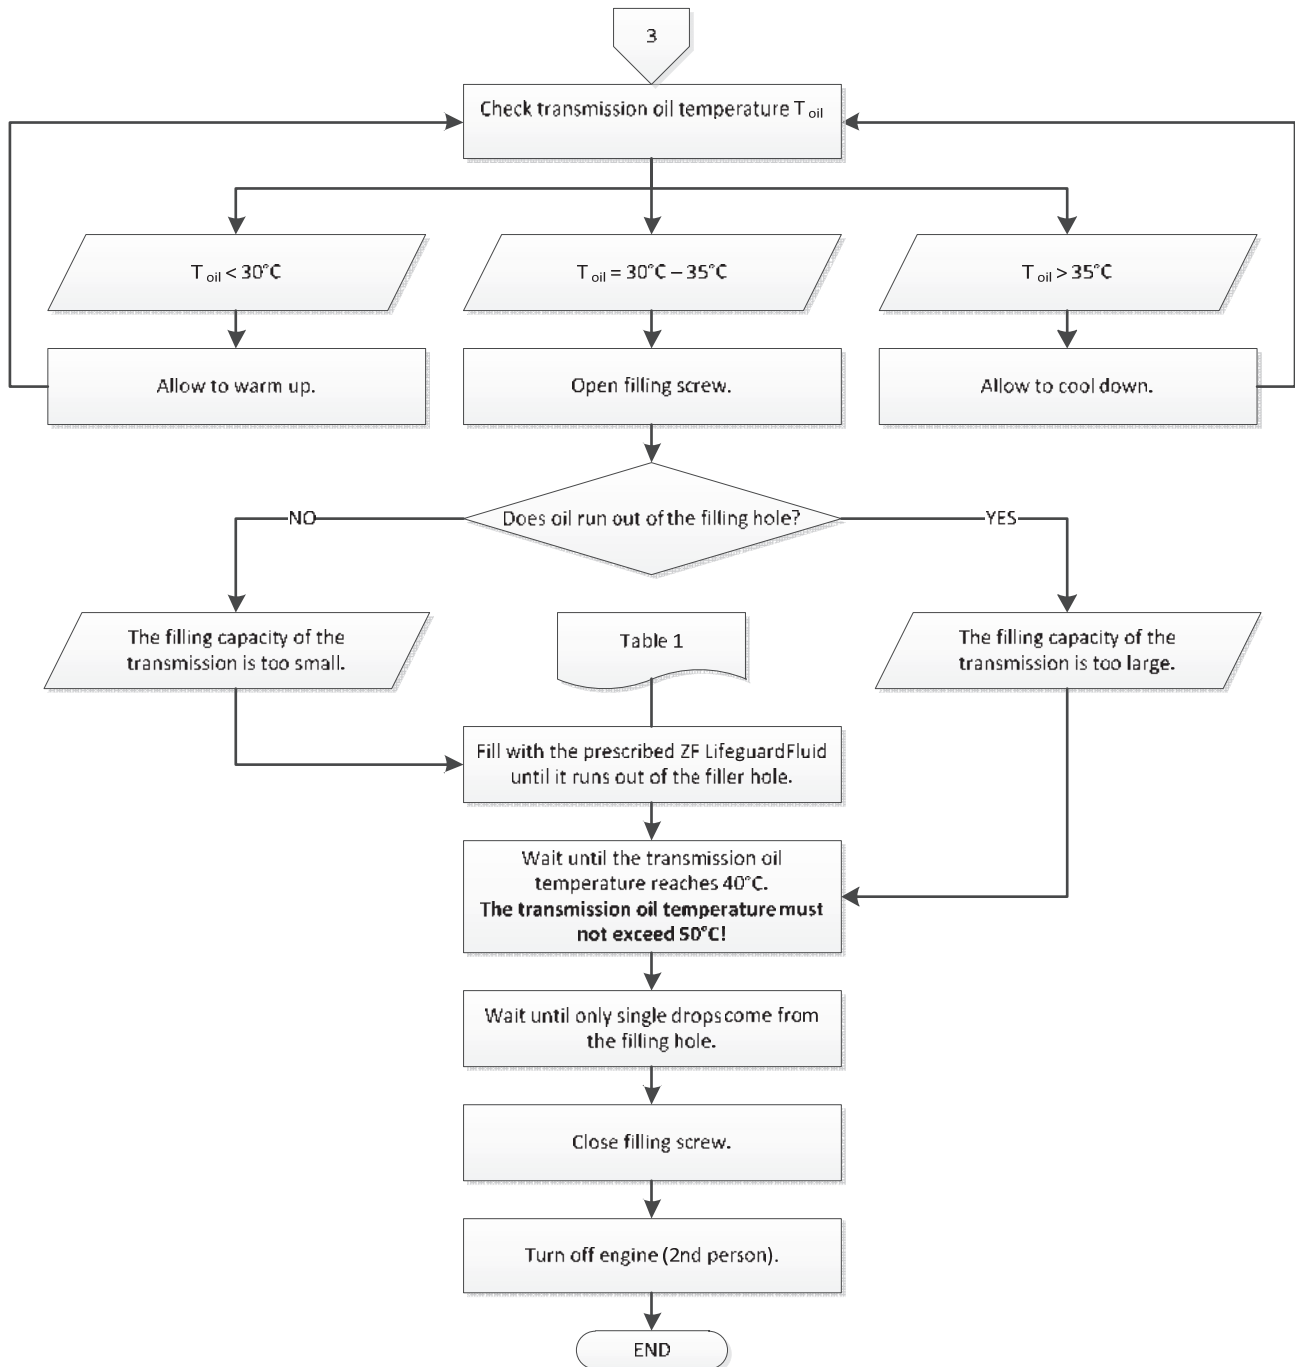 3
Check transmission oil temperature T oil
T oil < 30°C
T oil = 30°C – 35°C
T oil > 35°C
Allow to warm up.
Open filling screw.
Allow to cool down.
Does oil run out of the filling hole?
NO
YES
The filling capacity of the
transmission is too small.
Table 1
The filling capacity of the
transmission is too large.
Fill with the prescribed ZF LifeguardFluid
until it runs out of the filler hole.
Wait until the transmission oil
temperature reaches 40°C.
The transmission oil temperature must
not exceed 50°C!
Wait until only single drops come from
the filling hole.
Close filling screw.
Turn off engine (2nd person).
END